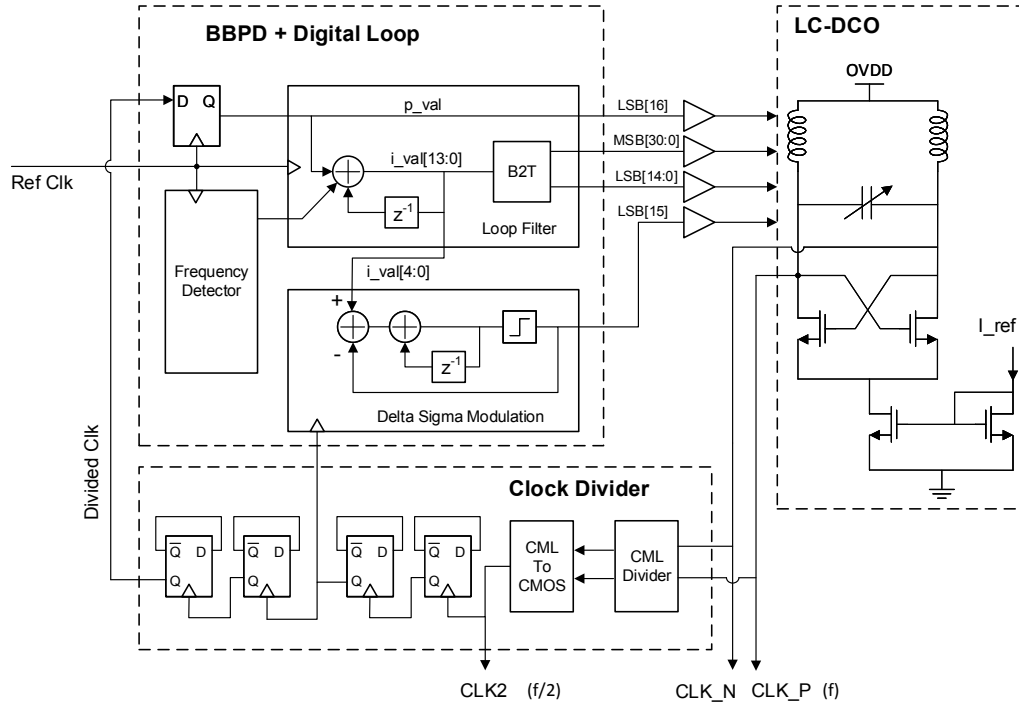 BBPD + Digital Loop
LC-DCO
OVDD
D Q
p_val
LSB[16]
MSB[30:0]
i_val[13:0]
B2T
LSB[14:0]
Ref Clk
z-1
LSB[15]
Loop Filter
Frequency
Detector
i_val[4:0]
+
-
z-1
I_ref
Delta Sigma Modulation
Divided Clk
Clock Divider
Q D
Q
Q D
Q
Q D
Q
Q D
Q
CML
To
CMOS
CML
Divider
CLK2 (f/2)
CLK_N
CLK_P (f)